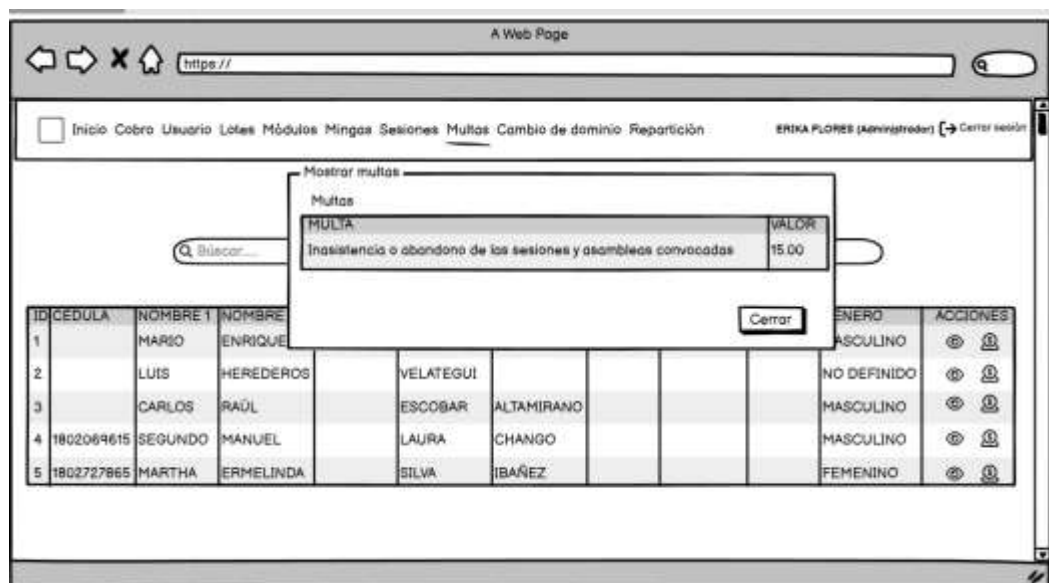 A Web Page
https://
Inicio Cobro Usuario Lotes Módulos Mingas Sesiones Multas Cambio de dominio Repartición ERIKA FLORES (Administrador) Cerrar sesión
Mostrar multas
Multas
MULTA VALOR
Inasistencia o abandono de las sesiones y asambleas convocadas 15.00
Búscar....
Cerrar
ID CÉDULA NOMBRE 1 NOMBRE ENERO ACCIONES
1 MARIO ENRIQUE ASCULINO
2 LUIS HEREDEROS VELATEGUI NO DEFINIDO
3 CARLOS RAÚL ESCOBAR ALTAMIRANO MASCULINO
4 1802069615 SEGUNDO MANUEL LAURA CHANGO MASCULINO
5 1802727865 MARTHA ERMELINDA SILVA IBAÑEZ FEMENINO